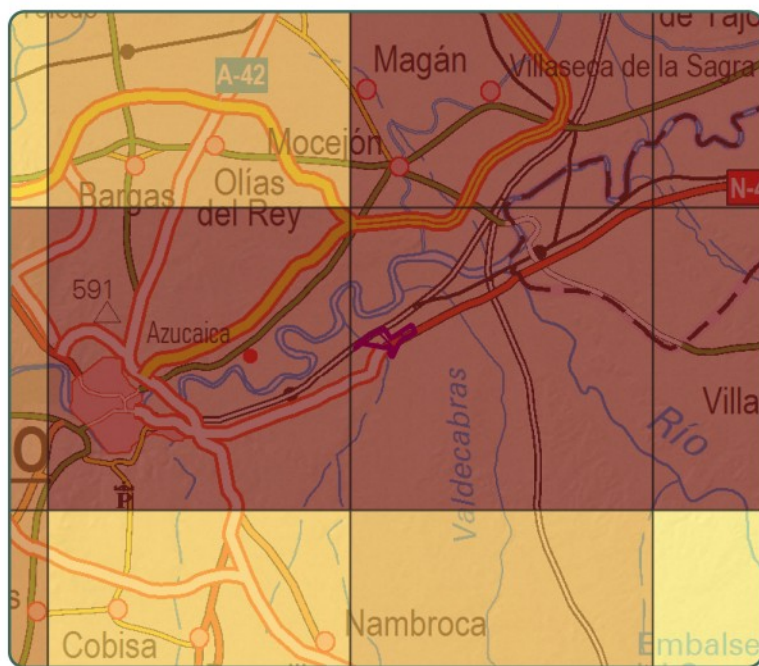 de Tajo
Toledo
A-42
Magán
Villaseca de la Sagra
Mocejón
Bargas
Olías
del Rey
N-4
591
Azucaica
Valdecabras
Villa
Río
O
P
s
Nambroca
Cobisa
Embalse